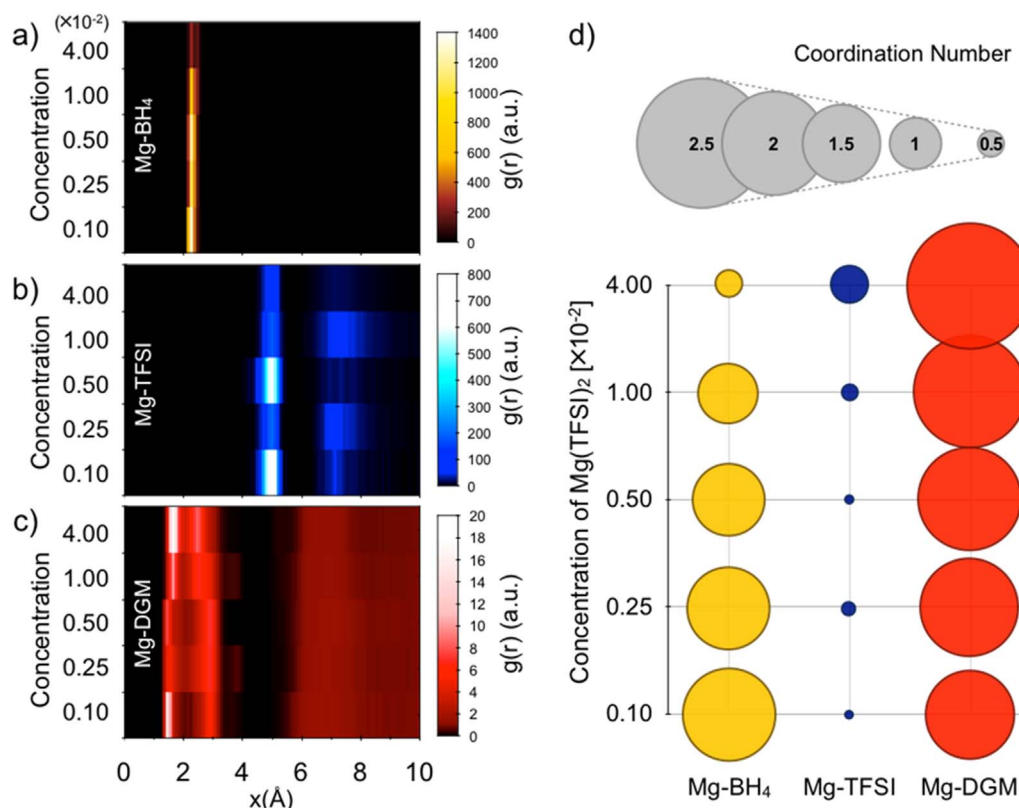 a)
(×10⁻²)
4.00
1.00
0.50
0.25
0.10
Concentration
Mg-BH₄
1400
1200
1000
800
600
400
200
0
g(r) (a.u.)
b)
4.00
1.00
0.50
0.25
0.10
Concentration
Mg-TFSI
800
700
600
500
400
300
200
100
0
g(r) (a.u.)
c)
4.00
1.00
0.50
0.25
0.10
Concentration
Mg-DGM
20
18
16
14
12
10
8
6
4
2
0
g(r) (a.u.)
0 2 4 6 8 10
x(Å)
d)
Coordination Number
2.5 2 1.5 1 0.5
Concentration of Mg(TFSI)₂ [×10⁻²]
4.00
1.00
0.50
0.25
0.10
Mg-BH₄ Mg-TFSI Mg-DGM